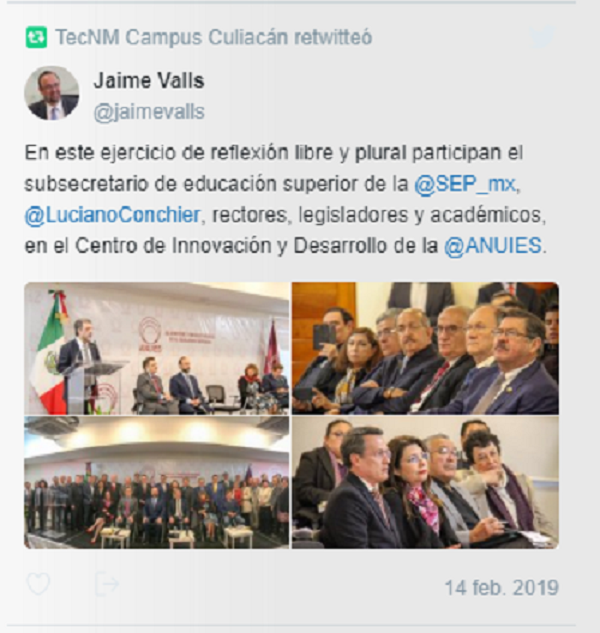 TecNM Campus Culiacán retwitteó
Jaime Valls
@jaimevalls
En este ejercicio de reflexión libre y plural participan el
subsecretario de educación superior de la @SEP_mx,
@LucianoConchier, rectores, legisladores y académicos,
en el Centro de Innovación y Desarrollo de la @ANUIES.
14 feb. 2019